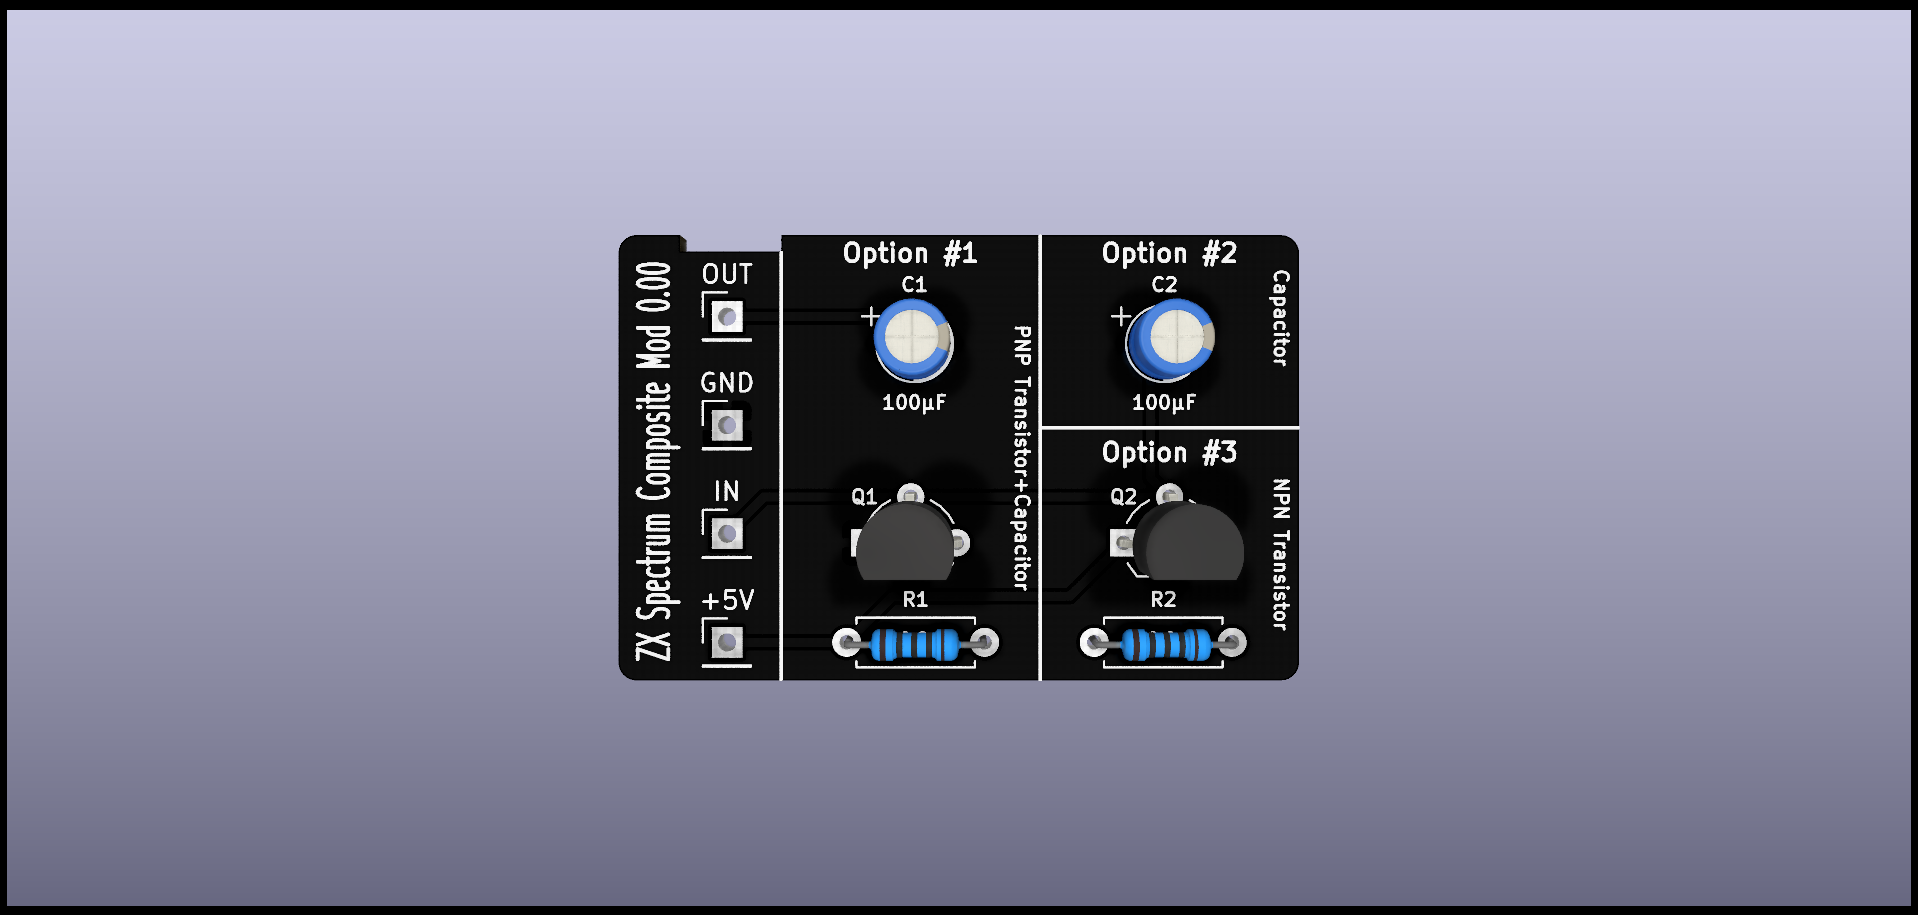 ZX Spectrum Composite Mod 0.00
OUT
GND
IN
+5V
Option #1
C1
+
100µF
Q1
R1
PNP Transistor+Capacitor
Option #2
C2
+
100µF
Capacitor
Option #3
Q2
R2
NPN Transistor